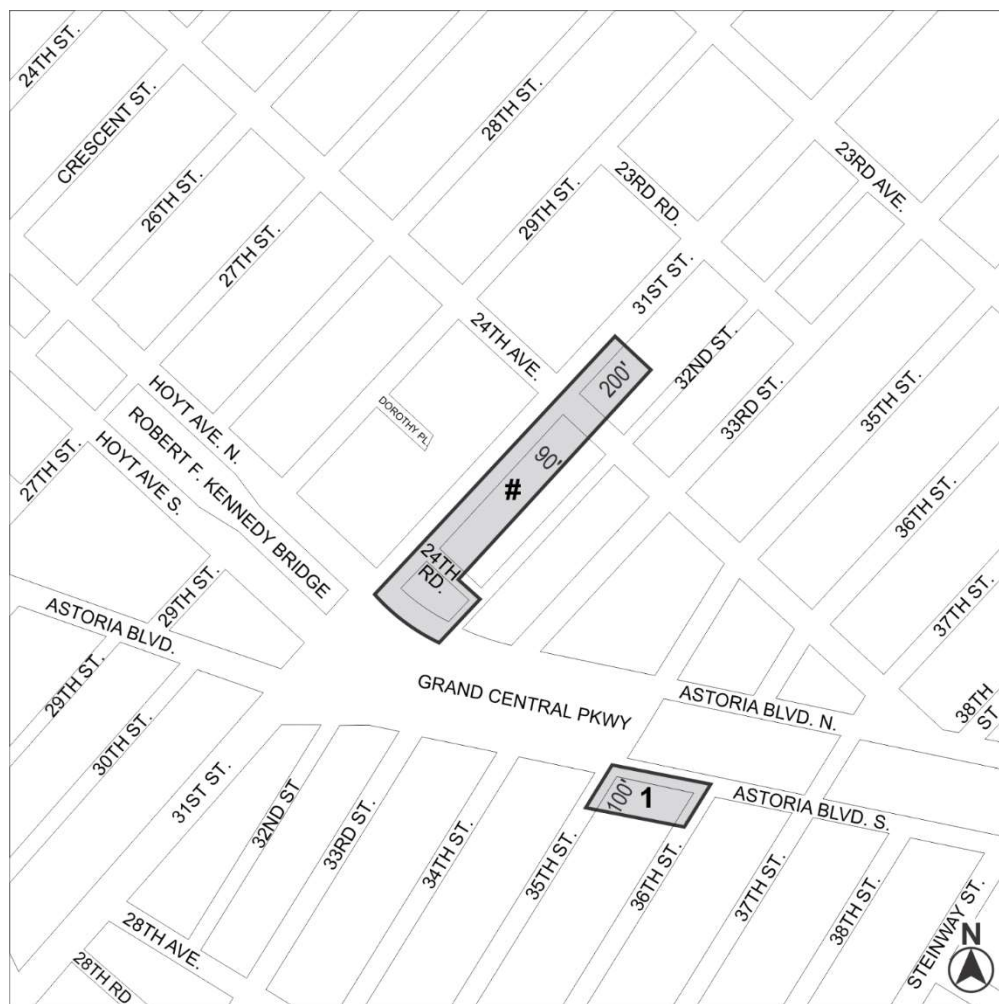 24TH ST.
CRESCENT ST.
26TH ST.
27TH ST.
28TH ST.
29TH ST.
23RD RD.
23RD AVE.
31ST ST.
24TH AVE.
32ND ST.
33RD ST.
35TH ST.
36TH ST.
37TH ST.
38TH
ST.
200'
90'
#
24TH
RD.
DOROTHY PL.
HOYT AVE. N.
ROBERT F. KENNEDY BRIDGE
HOYT AVE S.
27TH ST.
29TH ST.
ASTORIA BLVD.
29TH ST.
30TH ST.
31ST ST.
32ND ST
33RD ST.
34TH ST.
35TH ST.
36TH ST.
37TH ST.
38TH ST.
STEINWAY ST.
GRAND CENTRAL PKWY
ASTORIA BLVD. N.
100'
1
ASTORIA BLVD. S.
28TH AVE.
28TH RD
N